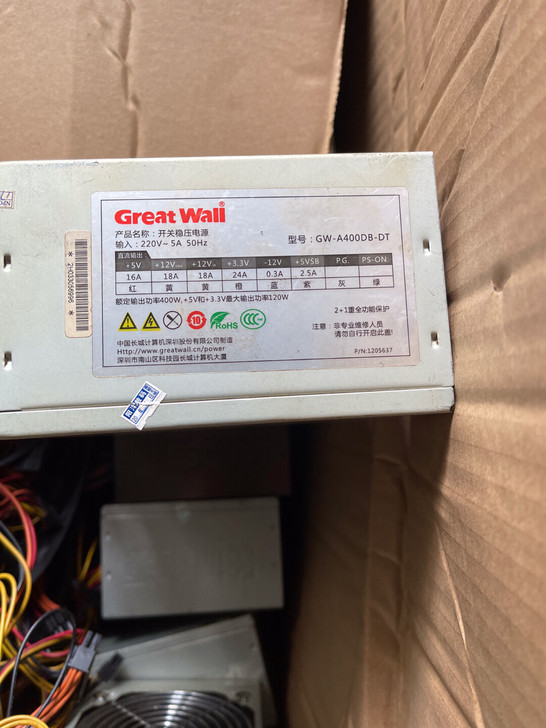 Great Wall
产品名称：开关稳压电源
输入：220V～ 5A 50Hz
型号：GW-A400DB-DT
直流输出
+5V +12V +12V +3.3V -12V +5VSB P.G. PS-ON
16A 18A 18A 24A 0.3A 2.5A
红 黄 黄 橙 蓝 紫 灰 绿
额定输出功率400W,+5V和+3.3V最大输出功率120W
2+1重全功能保护
10
RoHS
CCC
注意：非专业维修人员
请勿自行开启此盖!
中国长城计算机深圳股份有限公司制造
Http://www.greatwall.cn/power
深圳市南山区科技园长城计算机大厦
P/N:1205637